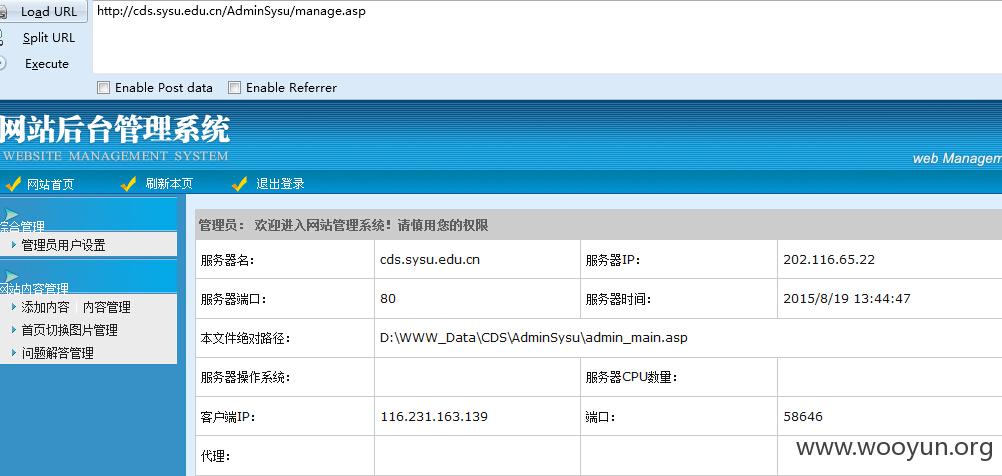 Load URL http://cds.sysu.edu.cn/AdminSysu/manage.asp
Split URL
Execute
Enable Post data Enable Referrer
网站后台管理系统
WEBSITE MANAGEMENT SYSTEM
web Managem
网站首页 刷新本页 退出登录
综合管理
管理员用户设置
网站内容管理
添加内容 | 内容管理
首页切换图片管理
问题解答管理
管理员: 欢迎进入网站管理系统!请慎用您的权限
服务器名: cds.sysu.edu.cn 服务器IP: 202.116.65.22
服务器端口: 80 服务器时间: 2015/8/19 13:44:47
本文件绝对路径: D:\WWW_Data\CDS\AdminSysu\admin_main.asp
服务器操作系统: 服务器CPU数量:
客户端IP: 116.231.163.139 端口: 58646
代理:
www.wooyun.org